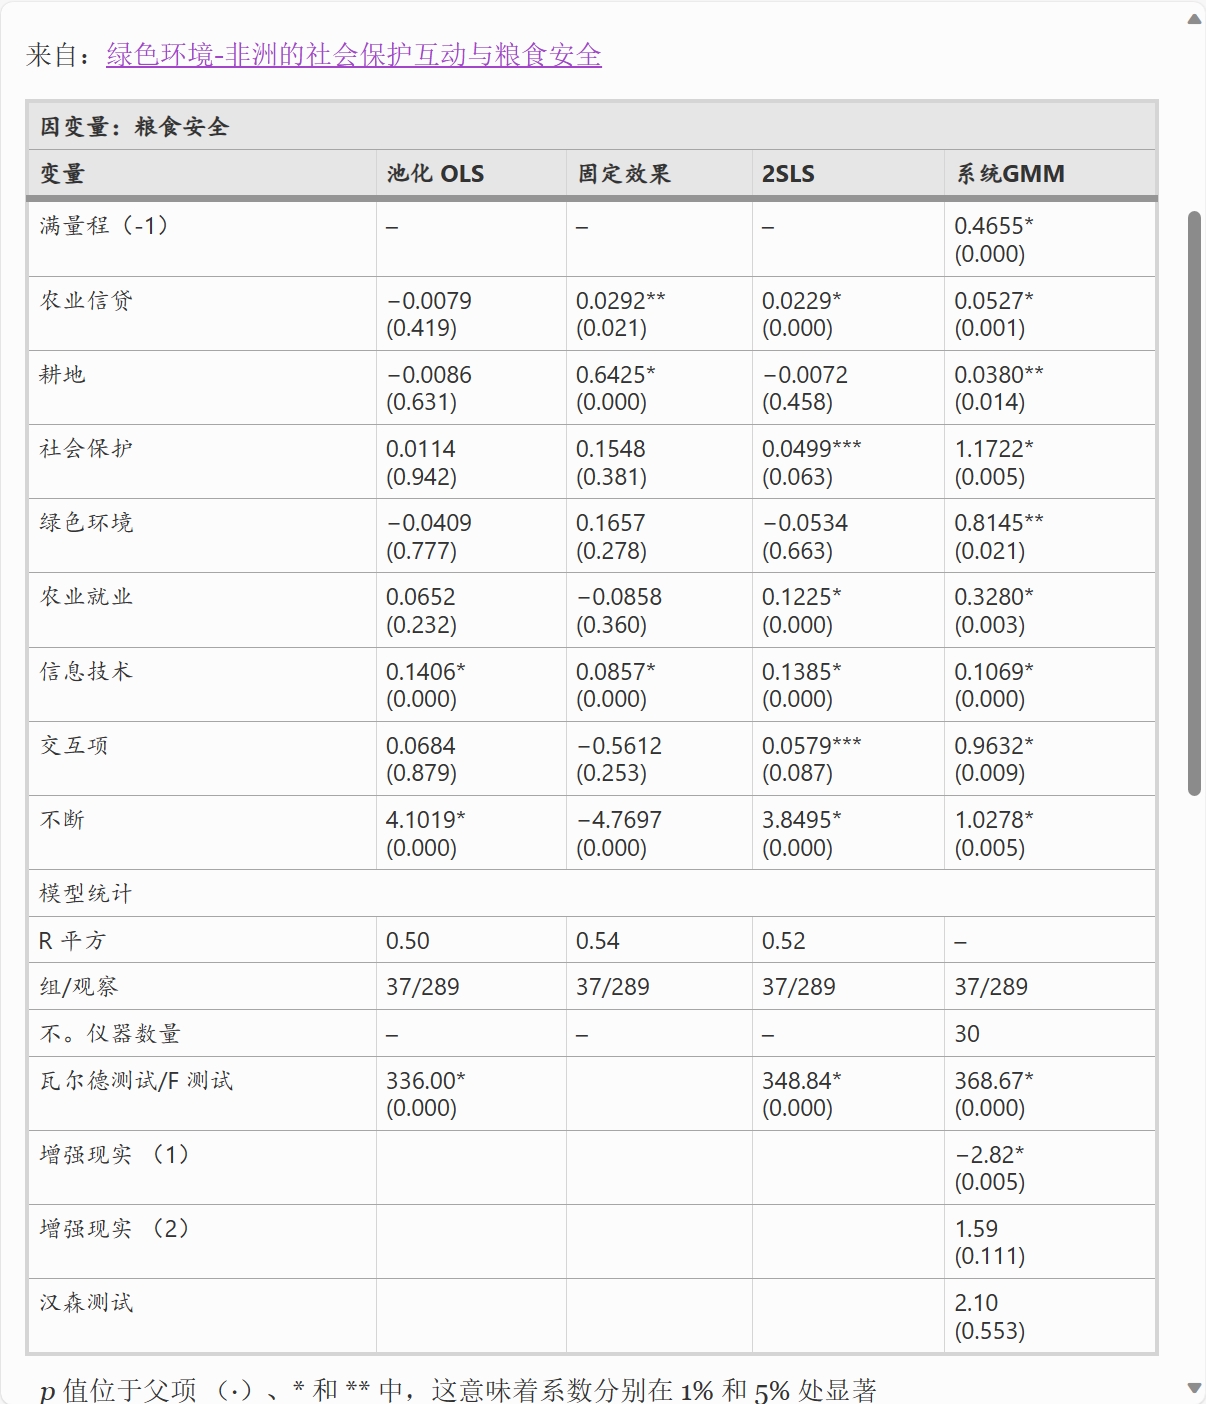 来自：绿色环境-非洲的社会保护互动与粮食安全
因变量：粮食安全
变量 池化 OLS 固定效果 2SLS 系统GMM
满量程（-1） – – – 0.4655*
(0.000)
农业信贷 −0.0079 0.0292** 0.0229* 0.0527*
(0.419) (0.021) (0.000) (0.001)
耕地 −0.0086 0.6425* −0.0072 0.0380**
(0.631) (0.000) (0.458) (0.014)
社会保护 0.0114 0.1548 0.0499*** 1.1722*
(0.942) (0.381) (0.063) (0.005)
绿色环境 −0.0409 0.1657 −0.0534 0.8145**
(0.777) (0.278) (0.663) (0.021)
农业就业 0.0652 −0.0858 0.1225* 0.3280*
(0.232) (0.360) (0.000) (0.003)
信息技术 0.1406* 0.0857* 0.1385* 0.1069*
(0.000) (0.000) (0.000) (0.000)
交互项 0.0684 −0.5612 0.0579*** 0.9632*
(0.879) (0.253) (0.087) (0.009)
不断 4.1019* −4.7697 3.8495* 1.0278*
(0.000) (0.000) (0.000) (0.005)
模型统计
R 平方 0.50 0.54 0.52 –
组/观察 37/289 37/289 37/289 37/289
不。仪器数量 – – – 30
瓦尔德测试/F 测试 336.00* 348.84* 368.67*
(0.000) (0.000) (0.000)
增强现实 （1） −2.82*
(0.005)
增强现实 （2） 1.59
(0.111)
汉森测试 2.10
(0.553)
p 值位于父项 （·）、* 和 ** 中，这意味着系数分别在 1% 和 5% 处显著